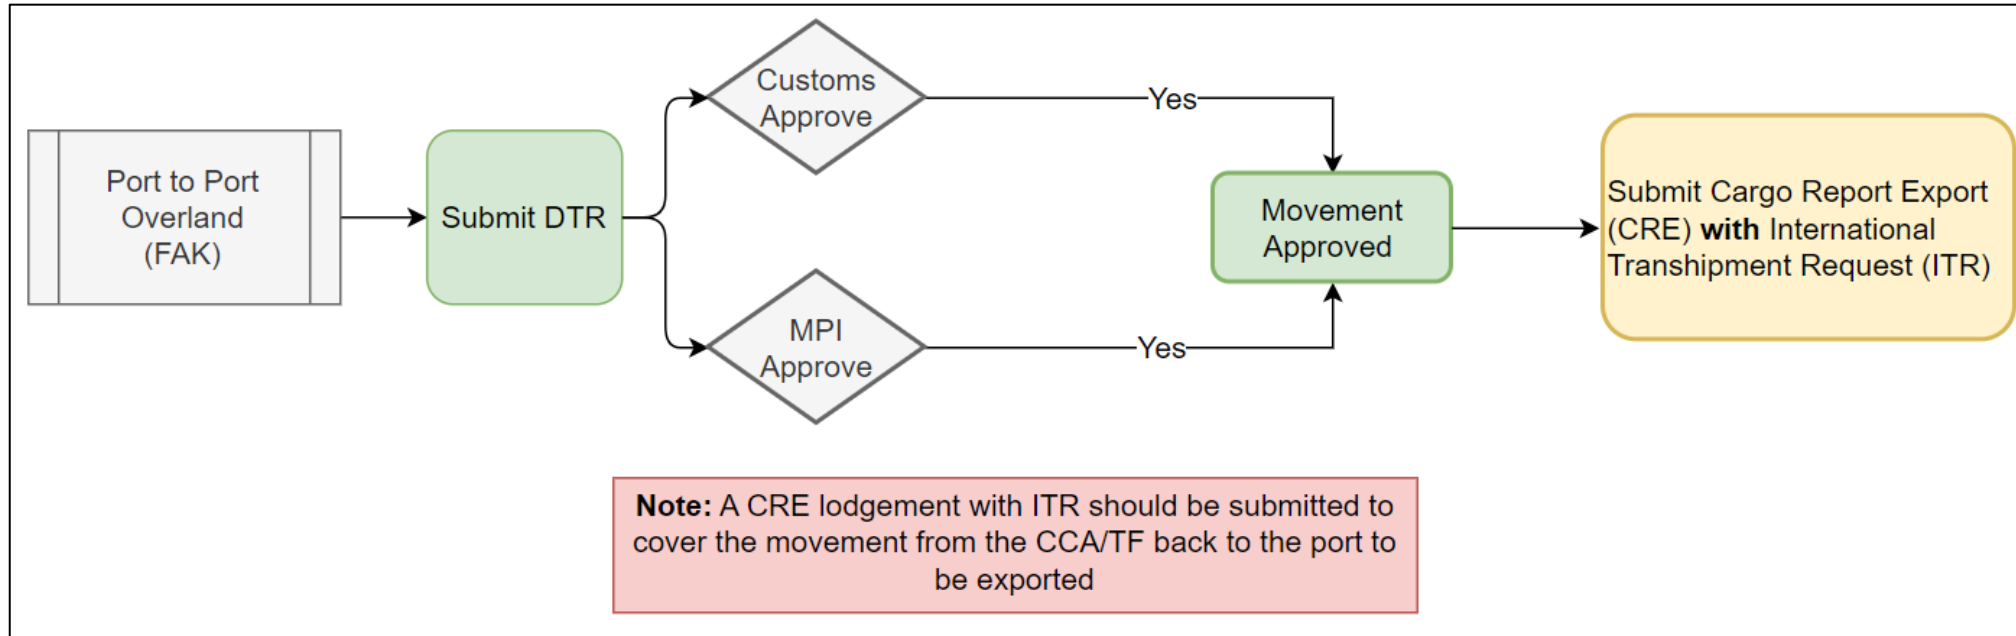 Port to Port
Overland
(FAK)
Submit DTR
Customs
Approve
Yes
MPI
Approve
Yes
Movement
Approved
Submit Cargo Report Export
(CRE) with International
Transhipment Request (ITR)
Note: A CRE lodgement with ITR should be submitted to
cover the movement from the CCA/TF back to the port to
be exported